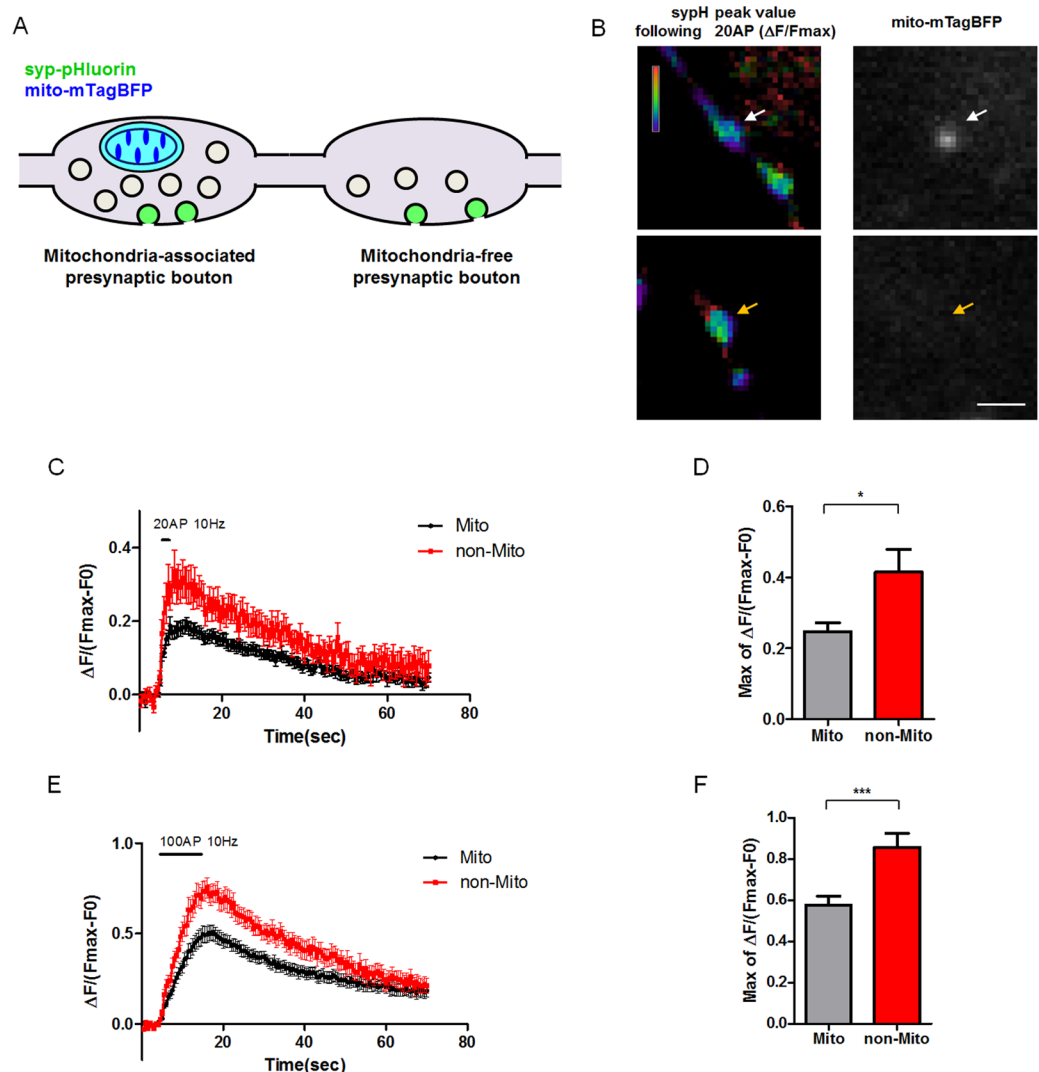 A
syp-pHluorin
mito-mTagBFP
Mitochondria-associated
presynaptic bouton
Mitochondria-free
presynaptic bouton
B
sypH peak value
following 20AP (ΔF/Fmax)
mito-mTagBFP
C
20AP 10Hz
Mito
non-Mito
ΔF/(Fmax-F0)
0.4
0.2
0.0
20
40
60
80
Time(sec)
D
*
Max of ΔF/(Fmax-F0)
0.6
0.4
0.2
0.0
Mito
non-Mito
E
100AP 10Hz
Mito
non-Mito
ΔF/(Fmax-F0)
1.0
0.5
0.0
20
40
60
80
Time(sec)
F
***
Max of ΔF/(Fmax-F0)
1.0
0.8
0.6
0.4
0.2
0.0
Mito
non-Mito